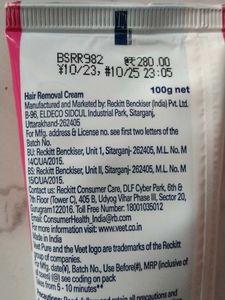 BSRR982 ₹280.00
¥10/23, #10/25 23:05
Hair Removal Cream 100g net
Manufactured and Marketed by: Reckitt Benckiser (India) Pvt. Ltd.
B-96, ELDECO SIDCUL Industrial Park, Sitarganj,
Uttarakhand-262405
For Mfg. address & License no. see first two letters of the
Batch No.
BU: Reckitt Benckiser, Unit I, Sitarganj- 262405, M.L. No. M
14/C/UA/2015.
BS: Reckitt Benckiser, Unit II, Sitarganj- 262405, M.L. No. M
15/C/UA/2015.
Contact us: Reckitt Consumer Care, DLF Cyber Park, 6th &
7th Floor (Tower C), 405 B, Udyog Vihar Phase III, Sector 20,
Gurugram122016. Toll Free Number: 18001035012
Email: ConsumerHealth_India@rb.com
For more information visit: www.veet.co.in
Made in India
Veet Pure and the Veet logo are trademarks of the Reckitt
group of companies.
For Mfg. date(¥), Batch No., Use Before(#), MRP (inclusive of
all taxes) (@) see coding on pack
from 5 - 10 minutes**